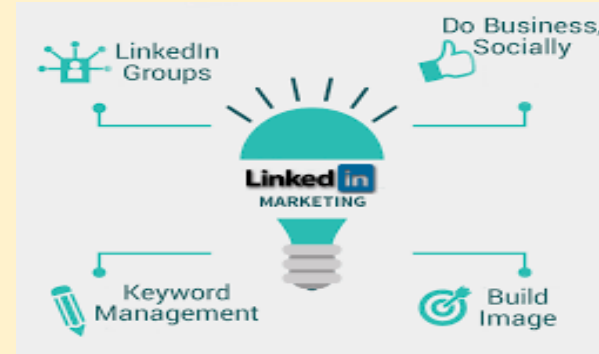 LinkedIn
Groups
Do Business,
Socially
Linked in
MARKETING
Keyword
Management
Build
Image